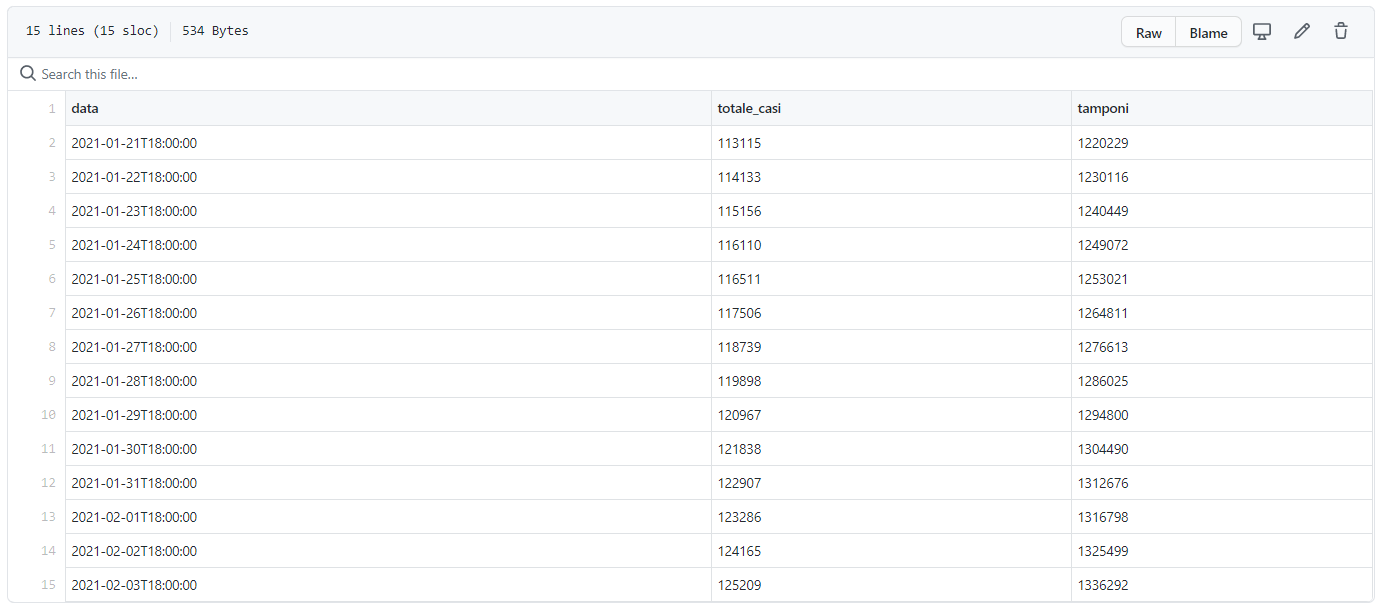 15 lines (15 sloc) 534 Bytes Raw Blame
Search this file...
1 data totale_casi tamponi
2 2021-01-21T18:00:00 113115 1220229
3 2021-01-22T18:00:00 114133 1230116
4 2021-01-23T18:00:00 115156 1240449
5 2021-01-24T18:00:00 116110 1249072
6 2021-01-25T18:00:00 116511 1253021
7 2021-01-26T18:00:00 117506 1264811
8 2021-01-27T18:00:00 118739 1276613
9 2021-01-28T18:00:00 119898 1286025
10 2021-01-29T18:00:00 120967 1294800
11 2021-01-30T18:00:00 121838 1304490
12 2021-01-31T18:00:00 122907 1312676
13 2021-02-01T18:00:00 123286 1316798
14 2021-02-02T18:00:00 124165 1325499
15 2021-02-03T18:00:00 125209 1336292